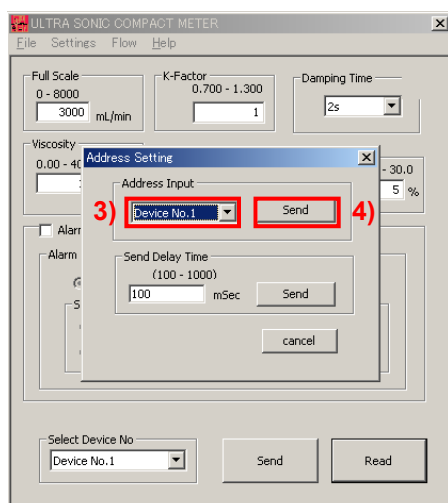 ULTRA SONIC COMPACT METER
File Settings Flow Help
Full Scale
0 - 8000
3000 mL/min
K-Factor
0.700 - 1.300
1
Damping Time
2s
Viscosity
0.00 - 40
- 30.0
5 %
Address Setting
Address Input
3) Device No.1 Send 4)
Send Delay Time
(100 - 1000)
100 mSec Send
cancel
Alarm
Select Device No
Device No.1
Send
Read